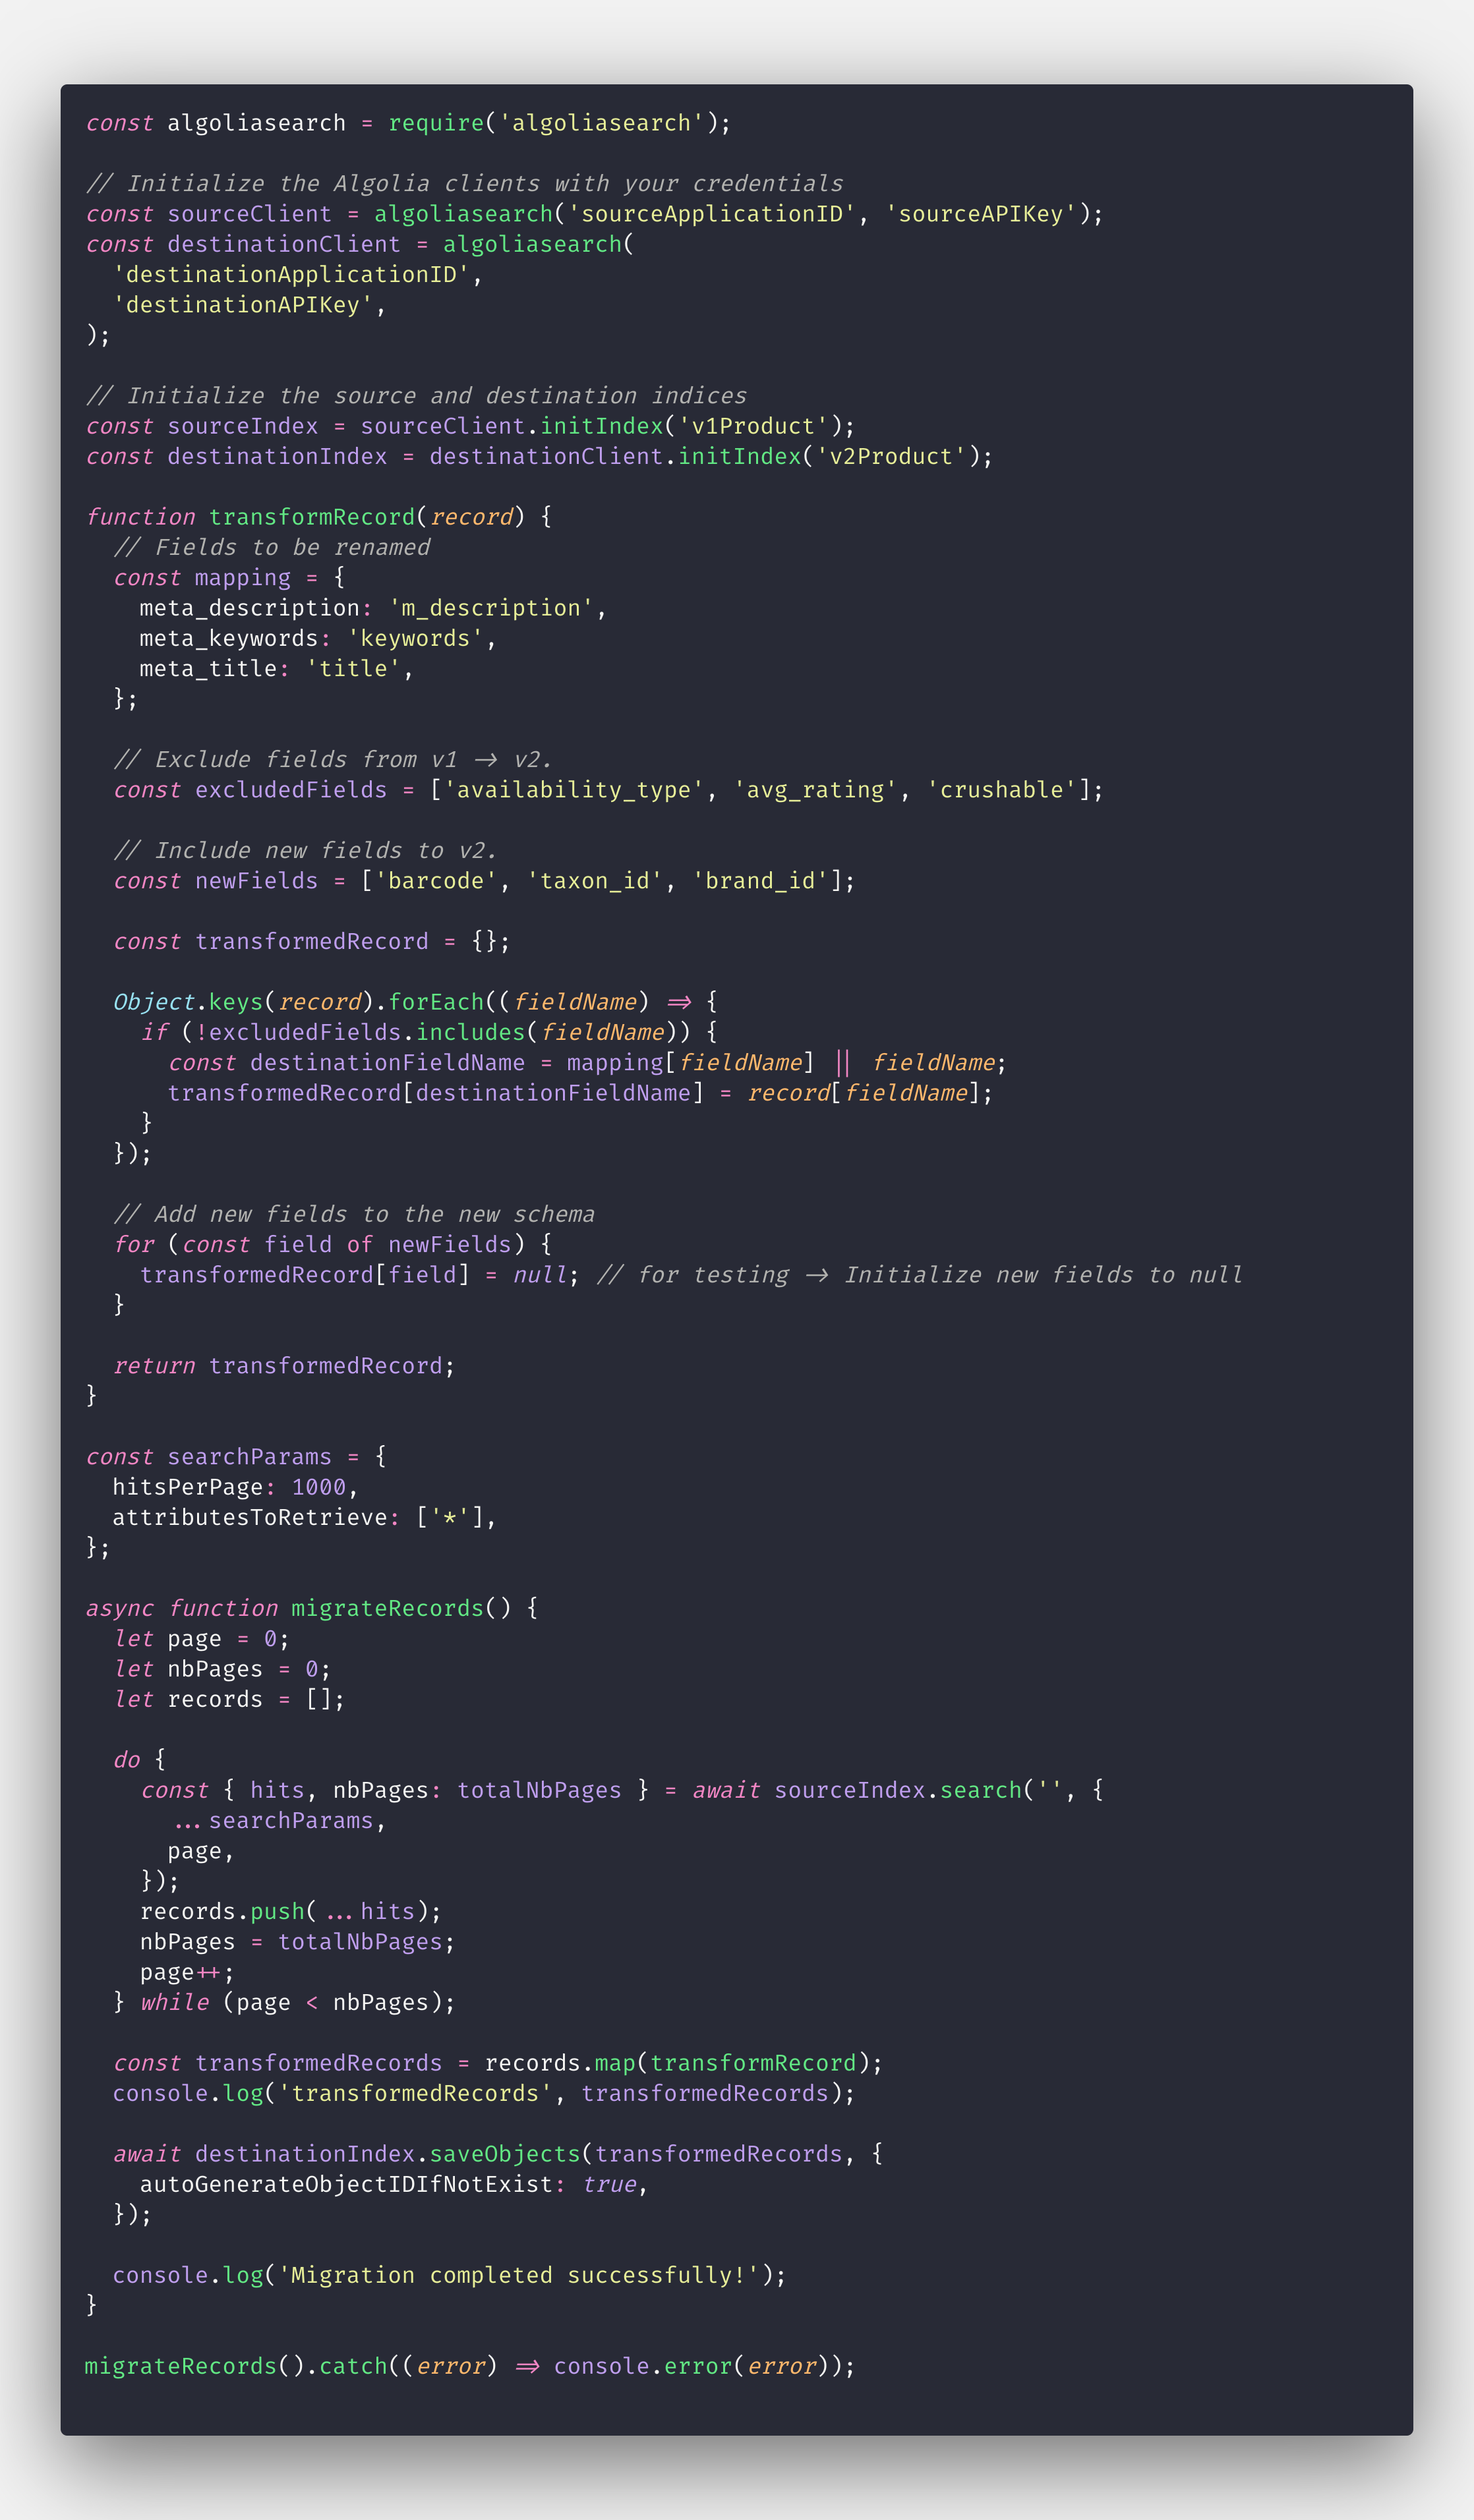 const algoliasearch = require('algoliasearch');

// Initialize the Algolia clients with your credentials
const sourceClient = algoliasearch('sourceApplicationID', 'sourceAPIKey');
const destinationClient = algoliasearch(
  'destinationApplicationID',
  'destinationAPIKey',
);

// Initialize the source and destination indices
const sourceIndex = sourceClient.initIndex('v1Product');
const destinationIndex = destinationClient.initIndex('v2Product');

function transformRecord(record) {
  // Fields to be renamed
  const mapping = {
    meta_description: 'm_description',
    meta_keywords: 'keywords',
    meta_title: 'title',
  };

  // Exclude fields from v1 -> v2.
  const excludedFields = ['availability_type', 'avg_rating', 'crushable'];

  // Include new fields to v2.
  const newFields = ['barcode', 'taxon_id', 'brand_id'];

  const transformedRecord = {};

  Object.keys(record).forEach((fieldName) => {
    if (!excludedFields.includes(fieldName)) {
      const destinationFieldName = mapping[fieldName] || fieldName;
      transformedRecord[destinationFieldName] = record[fieldName];
    }
  });

  // Add new fields to the new schema
  for (const field of newFields) {
    transformedRecord[field] = null; // for testing -> Initialize new fields to null
  }

  return transformedRecord;
}

const searchParams = {
  hitsPerPage: 1000,
  attributesToRetrieve: ['*'],
};

async function migrateRecords() {
  let page = 0;
  let nbPages = 0;
  let records = [];

  do {
    const { hits, nbPages: totalNbPages } = await sourceIndex.search('', {
      ...searchParams,
      page,
    });
    records.push(...hits);
    nbPages = totalNbPages;
    page++;
  } while (page < nbPages);

  const transformedRecords = records.map(transformRecord);
  console.log('transformedRecords', transformedRecords);

  await destinationIndex.saveObjects(transformedRecords, {
    autoGenerateObjectIDIfNotExist: true,
  });

  console.log('Migration completed successfully!');
}

migrateRecords().catch((error) => console.error(error));